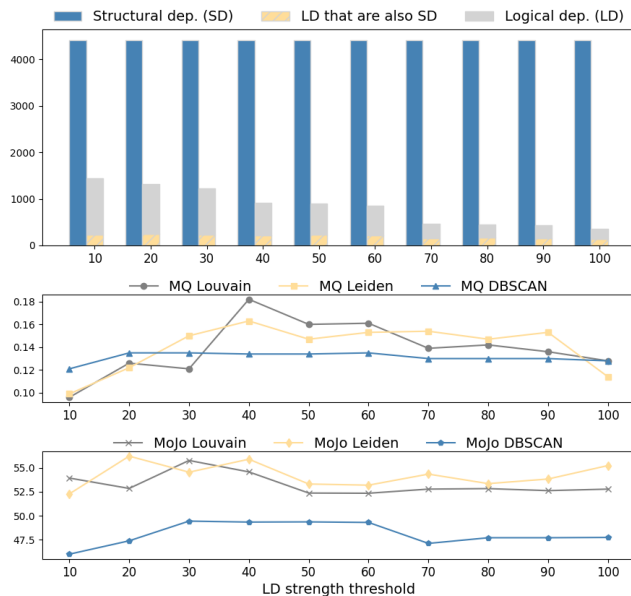 Structural dep. (SD) LD that are also SD Logical dep. (LD)
4000
3000
2000
1000
0
10 20 30 40 50 60 70 80 90 100
MQ Louvain MQ Leiden MQ DBSCAN
0.18
0.16
0.14
0.12
0.10
10 20 30 40 50 60 70 80 90 100
MoJo Louvain MoJo Leiden MoJo DBSCAN
55.0
52.5
50.0
47.5
10 20 30 40 50 60 70 80 90 100
LD strength threshold